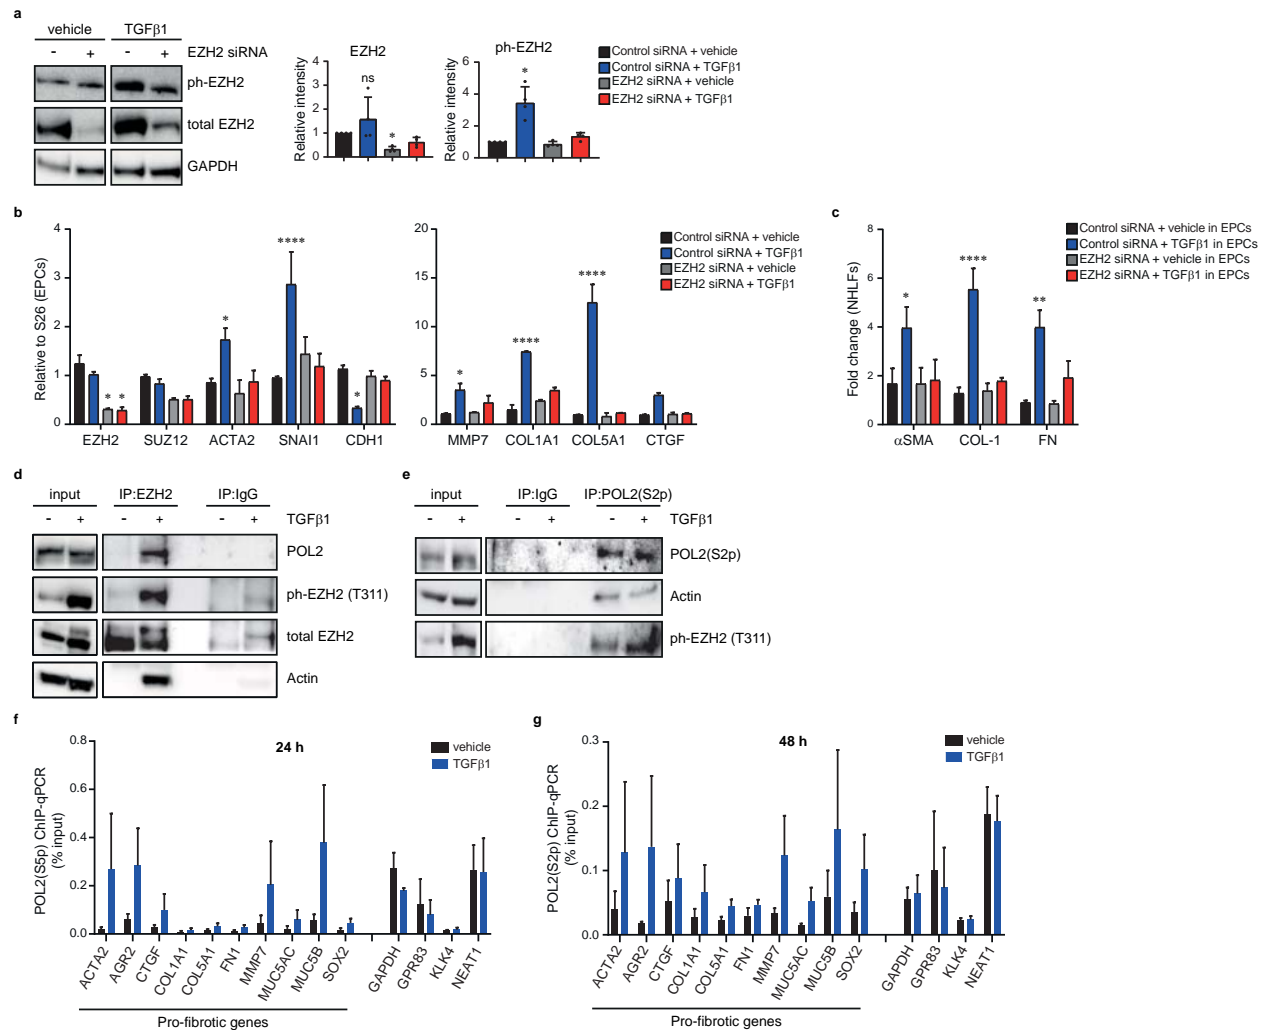 a
vehicle TGFβ1
- + - + EZH2 siRNA
ph-EZH2
total EZH2
GAPDH
EZH2
Relative intensity
4
3
2
1
0
ns
*
ph-EZH2
Relative intensity
6
4
2
0
*
Control siRNA + vehicle
Control siRNA + TGFβ1
EZH2 siRNA + vehicle
EZH2 siRNA + TGFβ1
b
Relative to S26 (EPCs)
4
3
2
1
0
* * * **** *
EZH2 SUZ12 ACTA2 SNAI1 CDH1
20
15
10
5
0
* **** ****
MMP7 COL1A1 COL5A1 CTGF
Control siRNA + vehicle
Control siRNA + TGFβ1
EZH2 siRNA + vehicle
EZH2 siRNA + TGFβ1
c
Fold change (NHLFs)
8
6
4
2
0
* **** **
αSMA COL-1 FN
Control siRNA + vehicle in EPCs
Control siRNA + TGFβ1 in EPCs
EZH2 siRNA + vehicle in EPCs
EZH2 siRNA + TGFβ1 in EPCs
d
input IP:EZH2 IP:IgG
- + - + - + TGFβ1
POL2
ph-EZH2 (T311)
total EZH2
Actin
e
input IP:IgG IP:POL2(S2p)
- + - + - + TGFβ1
POL2(S2p)
Actin
ph-EZH2 (T311)
f
24 h
POL2(S5p) ChIP-qPCR
(% input)
0.8
0.6
0.4
0.2
0.0
vehicle
TGFβ1
ACTA2 AGR2 CTGF COL1A1 COL5A1 FN1 MMP7 MUC5AC MUC5B SOX2 GAPDH GPR83 KLK4 NEAT1
Pro-fibrotic genes
g
48 h
POL2(S2p) ChIP-qPCR
(% input)
0.3
0.2
0.1
0.0
vehicle
TGFβ1
ACTA2 AGR2 CTGF COL1A1 COL5A1 FN1 MMP7 MUC5AC MUC5B SOX2 GAPDH GPR83 KLK4 NEAT1
Pro-fibrotic genes